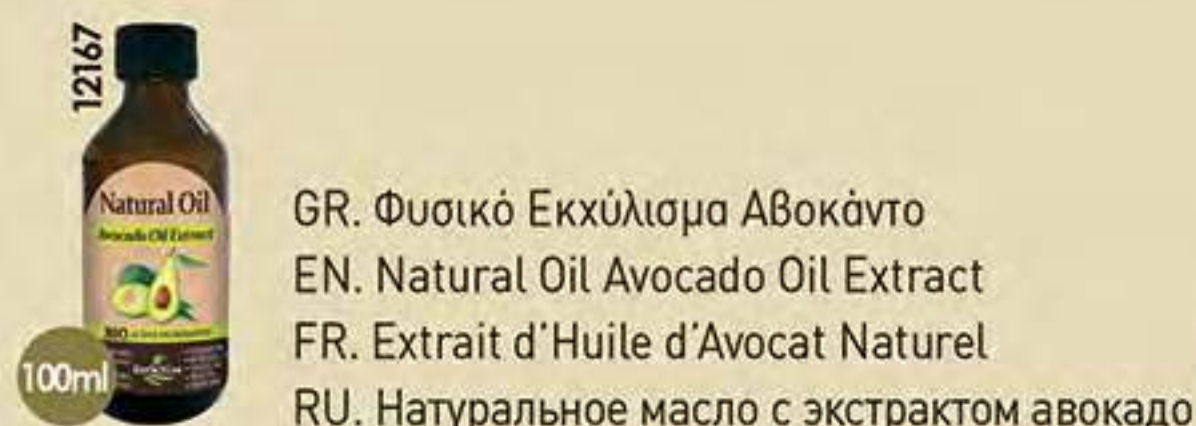 12167
Natural Oil
Avocado Oil Extract
BIO
100ml
GR. Φυσικό Εκχύλισμα Αβοκάντο
EN. Natural Oil Avocado Oil Extract
FR. Extrait d'Huile d'Avocat Naturel
RU. Натуральное масло с экстрактом авокадо